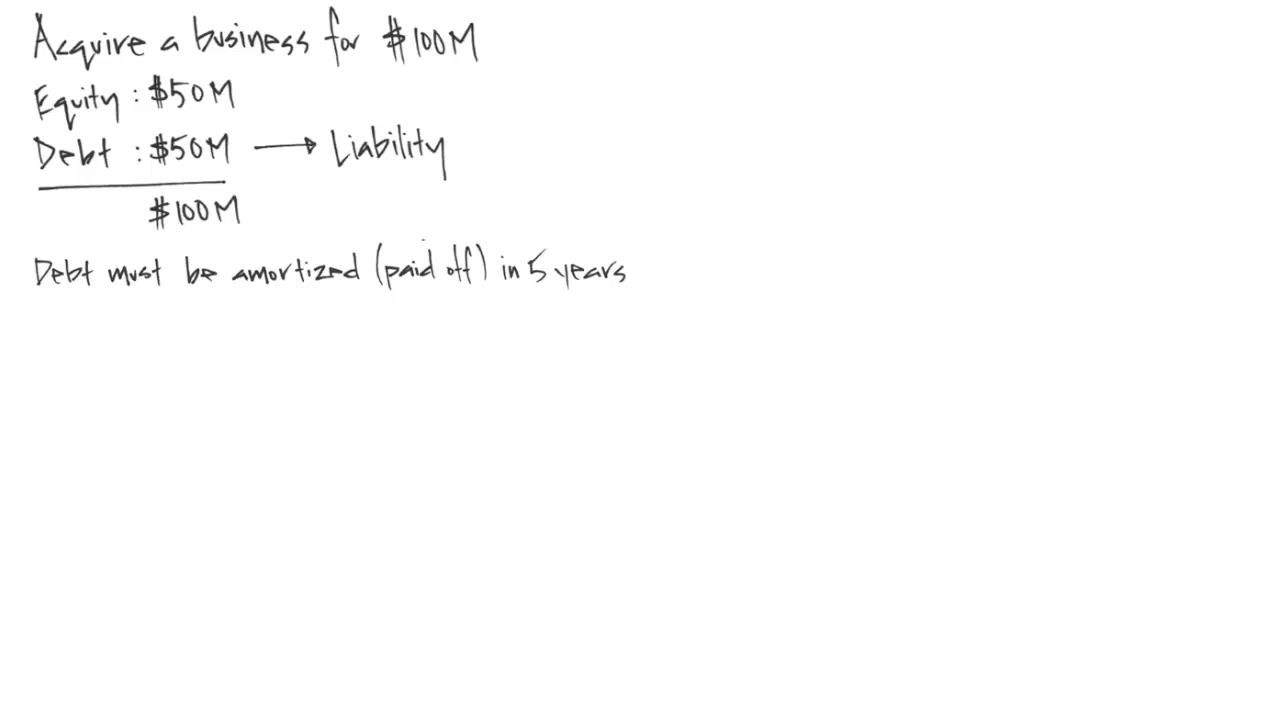 Acquire a business for $100M
Equity : $50M
Debt : $50M → Liability
$100M
Debt must be amortized (paid off) in 5 years